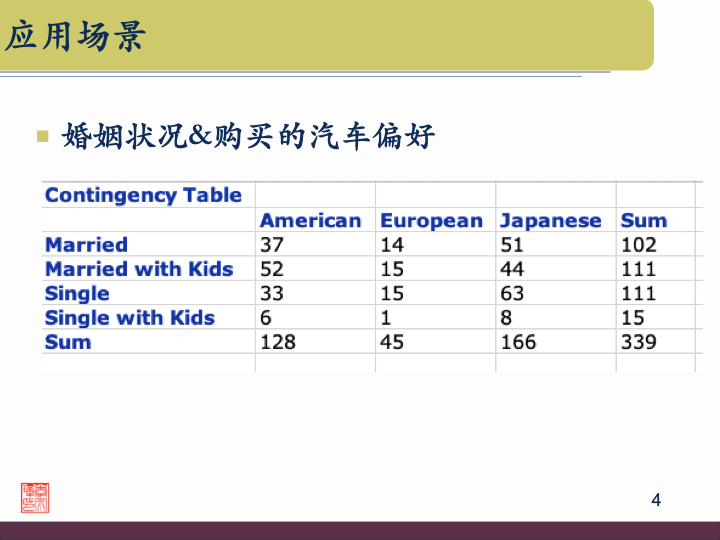 应用场景
婚姻状况&购买的汽车偏好
Contingency Table
American European Japanese Sum
Married 37 14 51 102
Married with Kids 52 15 44 111
Single 33 15 63 111
Single with Kids 6 1 8 15
Sum 128 45 166 339
4